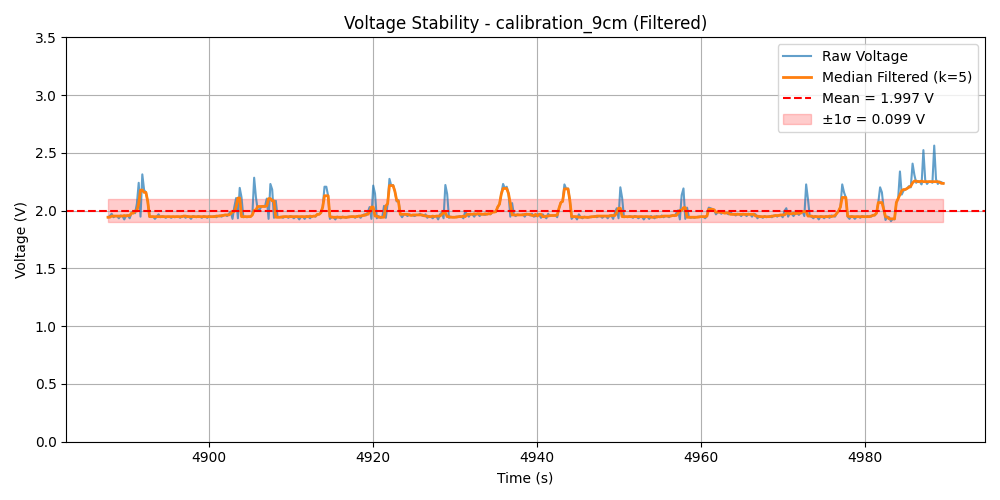 Voltage Stability - calibration_9cm (Filtered)
Raw Voltage
Median Filtered (k=5)
Mean = 1.997 V
±1σ = 0.099 V
Voltage (V)
3.5
3.0
2.5
2.0
1.5
1.0
0.5
0.0
4900 4920 4940 4960 4980
Time (s)